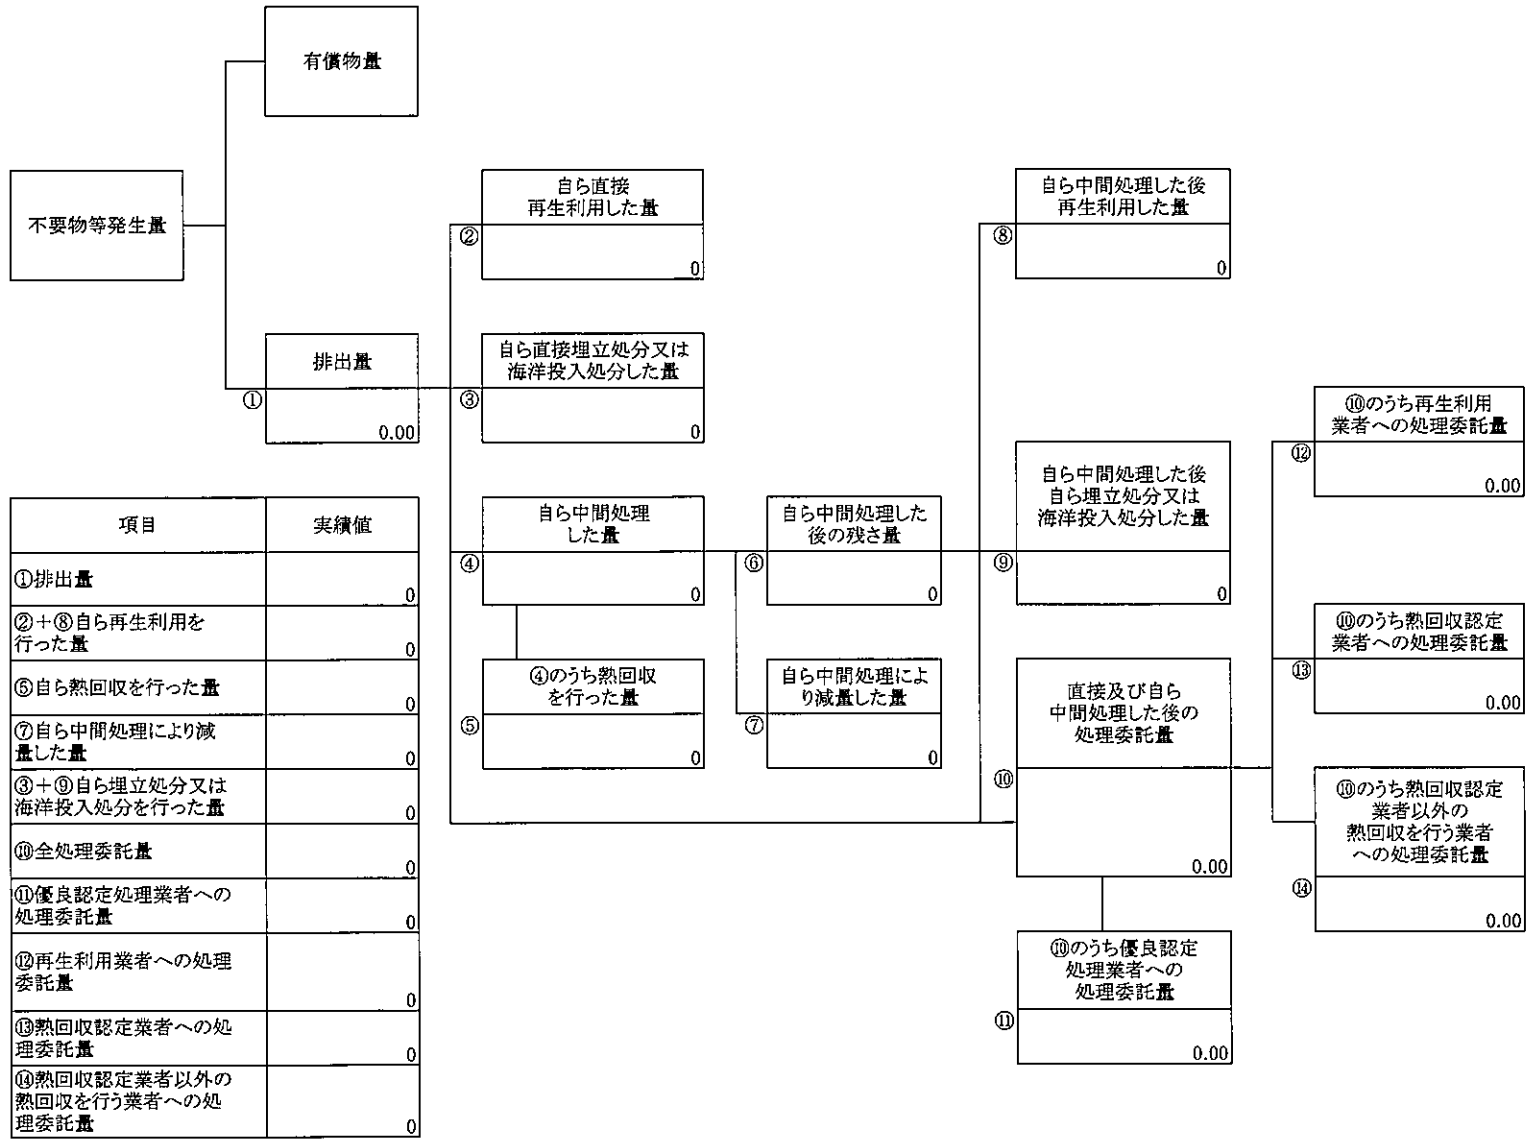 有償物量
不要物等発生量
排出量
①
0.00
自ら直接
再生利用した量
②
0
自ら直接埋立処分又は
海洋投入処分した量
③
0
自ら中間処理
した量
④
0
④のうち熱回収
を行った量
⑤
0
自ら中間処理した
後の残さ量
⑥
0
自ら中間処理によ
り減量した量
⑦
0
自ら中間処理した後
再生利用した量
⑧
0
自ら中間処理した後
自ら埋立処分又は
海洋投入処分した量
⑨
0
直接及び自ら
中間処理した後の
処理委託量
⑩
0.00
⑩のうち優良認定
処理業者への
処理委託量
⑪
0.00
⑩のうち再生利用
業者への処理委託量
⑫
0.00
⑩のうち熱回収認定
業者への処理委託量
⑬
0.00
⑩のうち熱回収認定
業者以外の
熱回収を行う業者
への処理委託量
⑭
0.00
項目 実績値
①排出量
0
②＋⑧自ら再生利用を
行った量
0
⑤自ら熱回収を行った量
0
⑦自ら中間処理により減
量した量
0
③＋⑨自ら埋立処分又は
海洋投入処分を行った量
0
⑩全処理委託量
0
⑪優良認定処理業者への
処理委託量
0
⑫再生利用業者への処理
委託量
0
⑬熱回収認定業者への処
理委託量
0
⑭熱回収認定業者以外の
熱回収を行う業者への処
理委託量
0